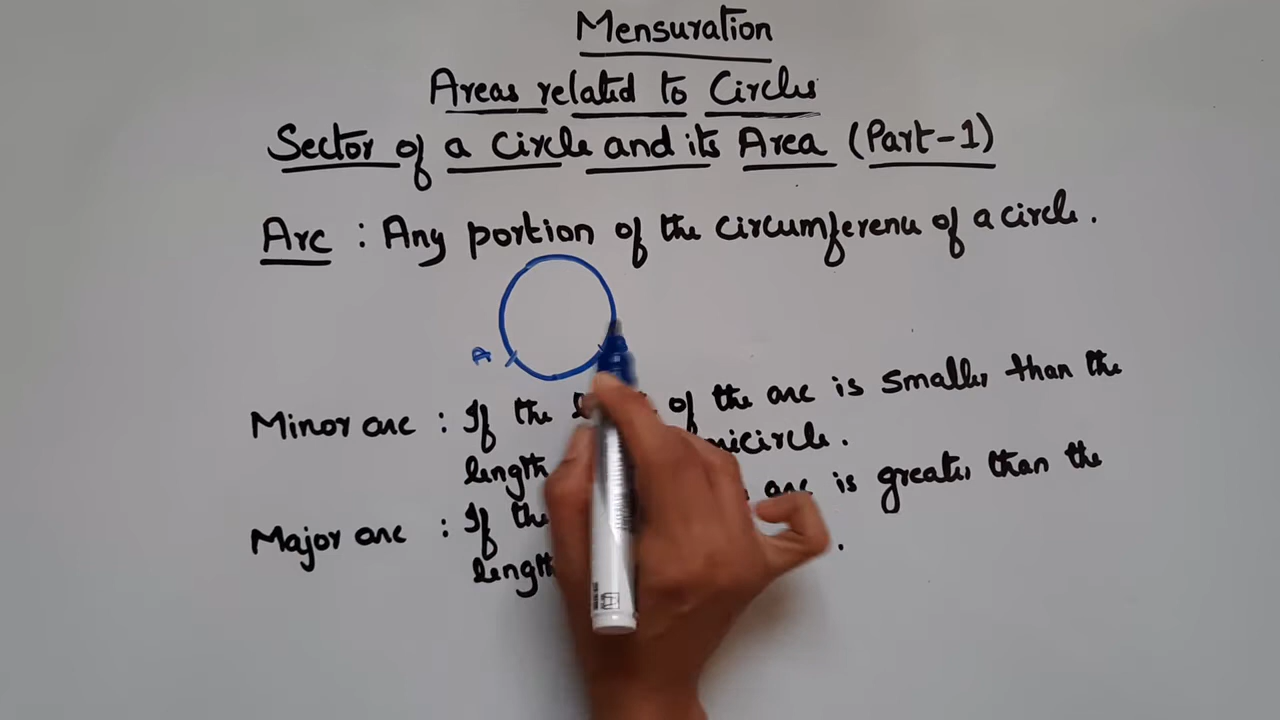 Mensuration
Areas related to Circles
Sector of a Circle and its Area (Part-1)
Arc : Any portion of the circumference of a circle.
A
Minor arc : If the of the arc is smaller than the
length micircle.
Major arc : If the arc is greater than the
length .